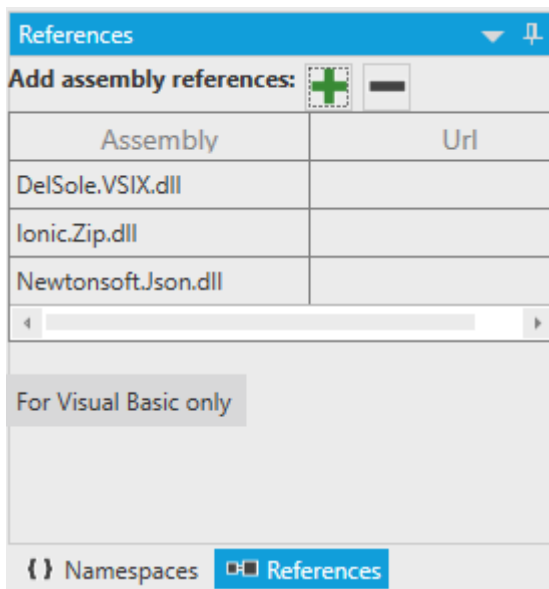 References
Add assembly references:
Assembly Url
DelSole.VSIX.dll
Ionic.Zip.dll
Newtonsoft.Json.dll
For Visual Basic only
{ } Namespaces References